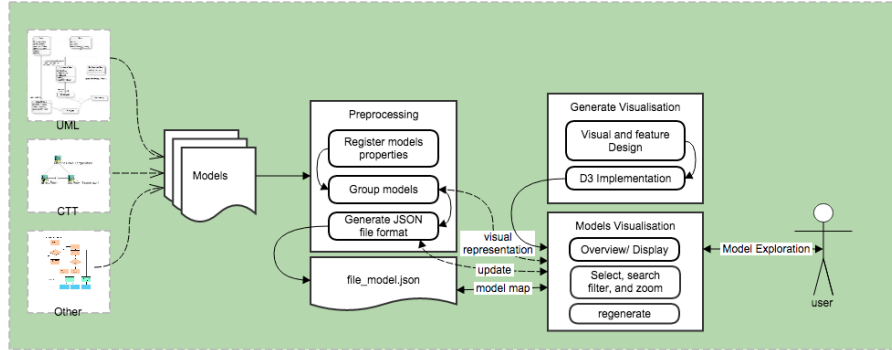 UML
CTT
Other
Models
Preprocessing
Register models
properties
Group models
Generate JSON
file format
file_model.json
visual
representation
update
model map
Generate Visualisation
Visual and feature
Design
D3 Implementation
Models Visualisation
Overview/ Display
Select, search
filter, and zoom
regenerate
Model Exploration
user